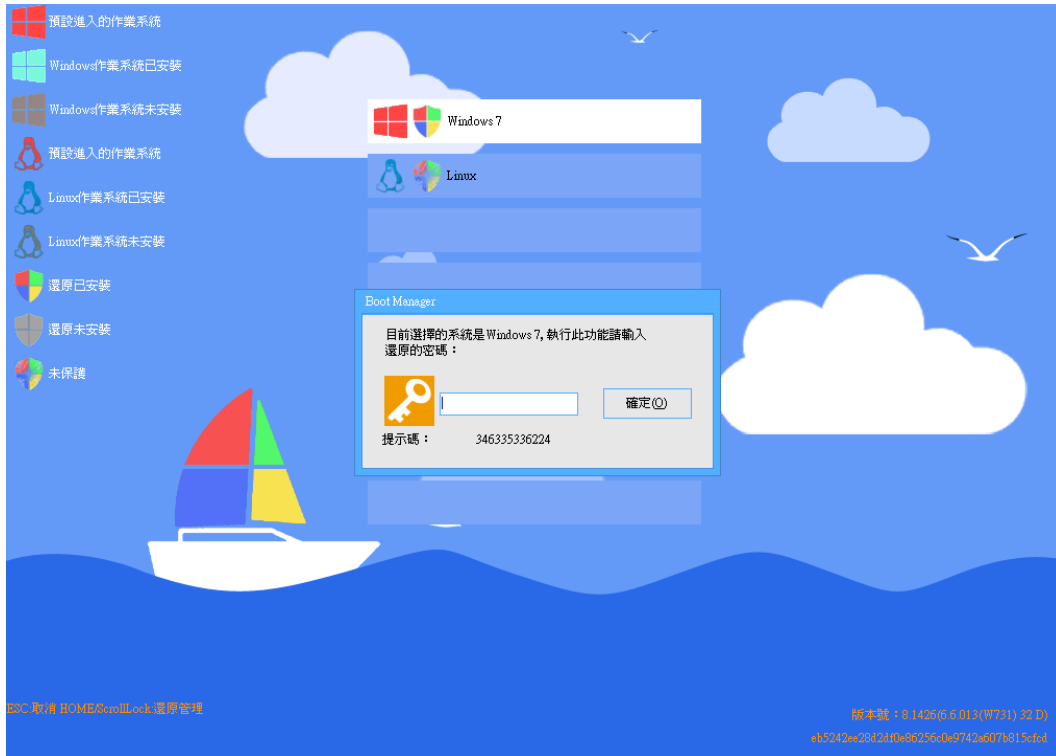 預設進入的作業系統
Windows作業系統已安裝
Windows作業系統未安裝
預設進入的作業系統
Linux作業系統已安裝
Linux作業系統未安裝
還原已安裝
還原未安裝
未保護
Windows 7
Linux
Boot Manager
目前選擇的系統是 Windows 7, 執行此功能請輸入
還原的密碼：
確定(O)
提示碼： 346335336224
ESC:取消 HOME/ScrollLock:還原管理
版本號：8.1426(6.6.013(W731) 32 D)
eb5242ee28d2df0e86256c0e9742a607b815cfcd